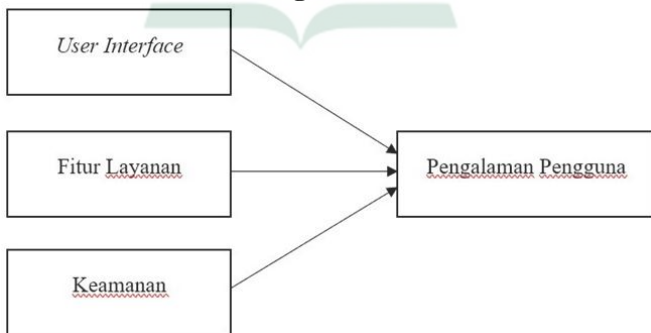 User Interface
Fitur Layanan
Pengalaman Pengguna
Keamanan